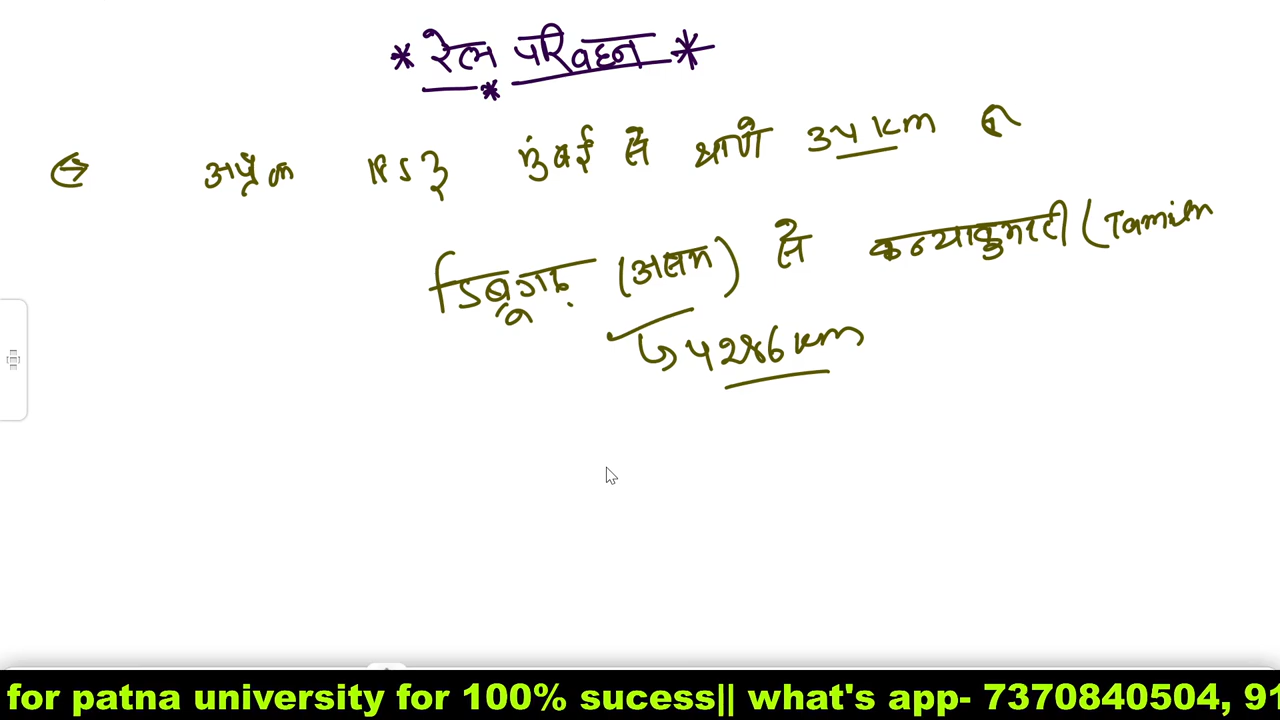 * रेल परिवहन *
*
⇒ अप्रैल 1853 मुंबई से थाणे 34 km
डिब्रूगढ़ (असम) से कन्याकुमारी (Tamiln
↳ 4286 km
for patna university for 100% sucess|| what's app- 7370840504, 91